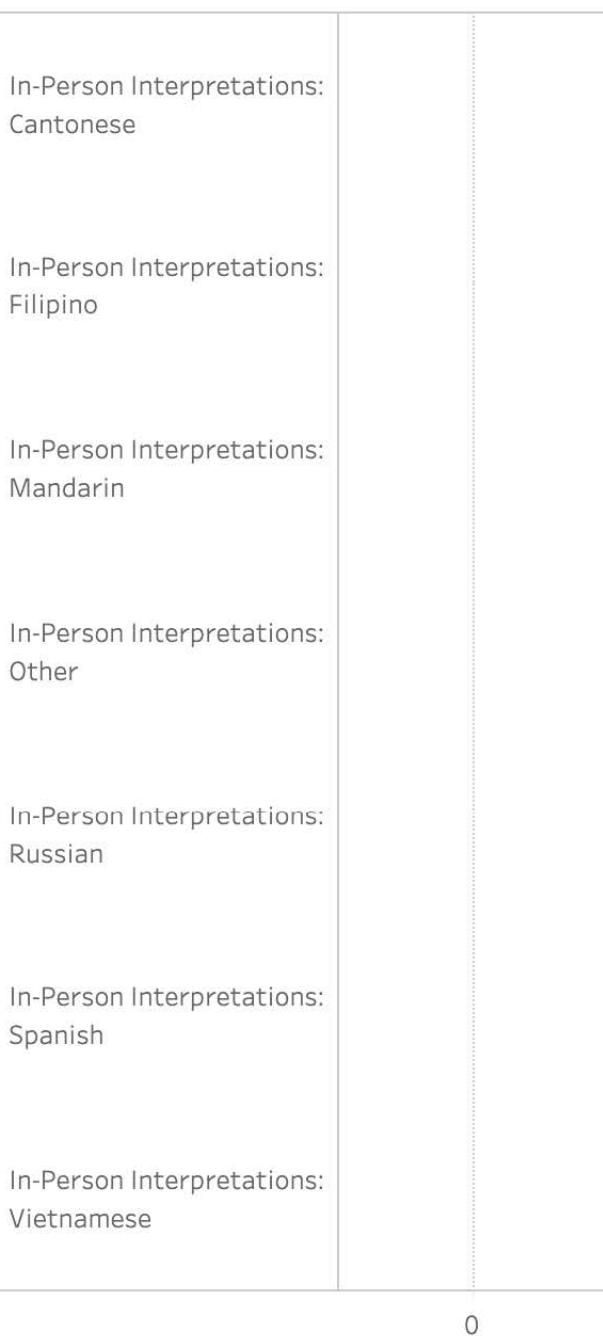 In-Person Interpretations:
Cantonese
In-Person Interpretations:
Filipino
In-Person Interpretations:
Mandarin
In-Person Interpretations:
Other
In-Person Interpretations:
Russian
In-Person Interpretations:
Spanish
In-Person Interpretations:
Vietnamese
0